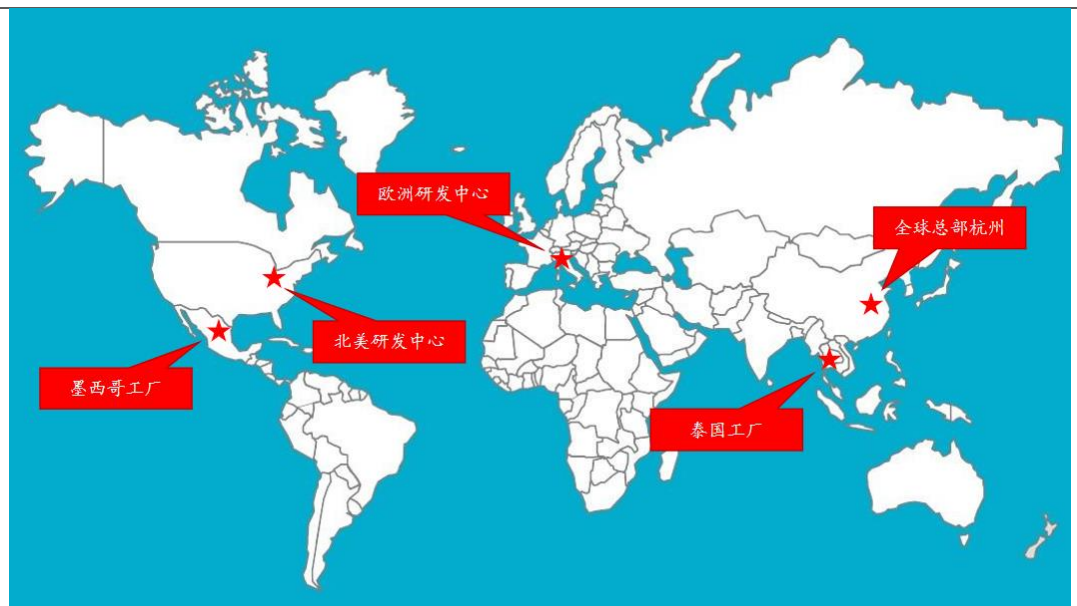 欧洲研发中心
全球总部杭州
北美研发中心
墨西哥工厂
泰国工厂